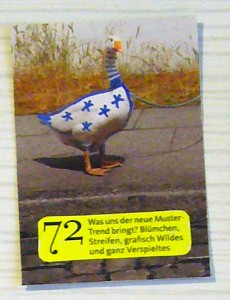 72
Was uns der neue Muster-
Trend bringt? Blümchen,
Streifen, grafisch Wildes
und ganz Verspieltes